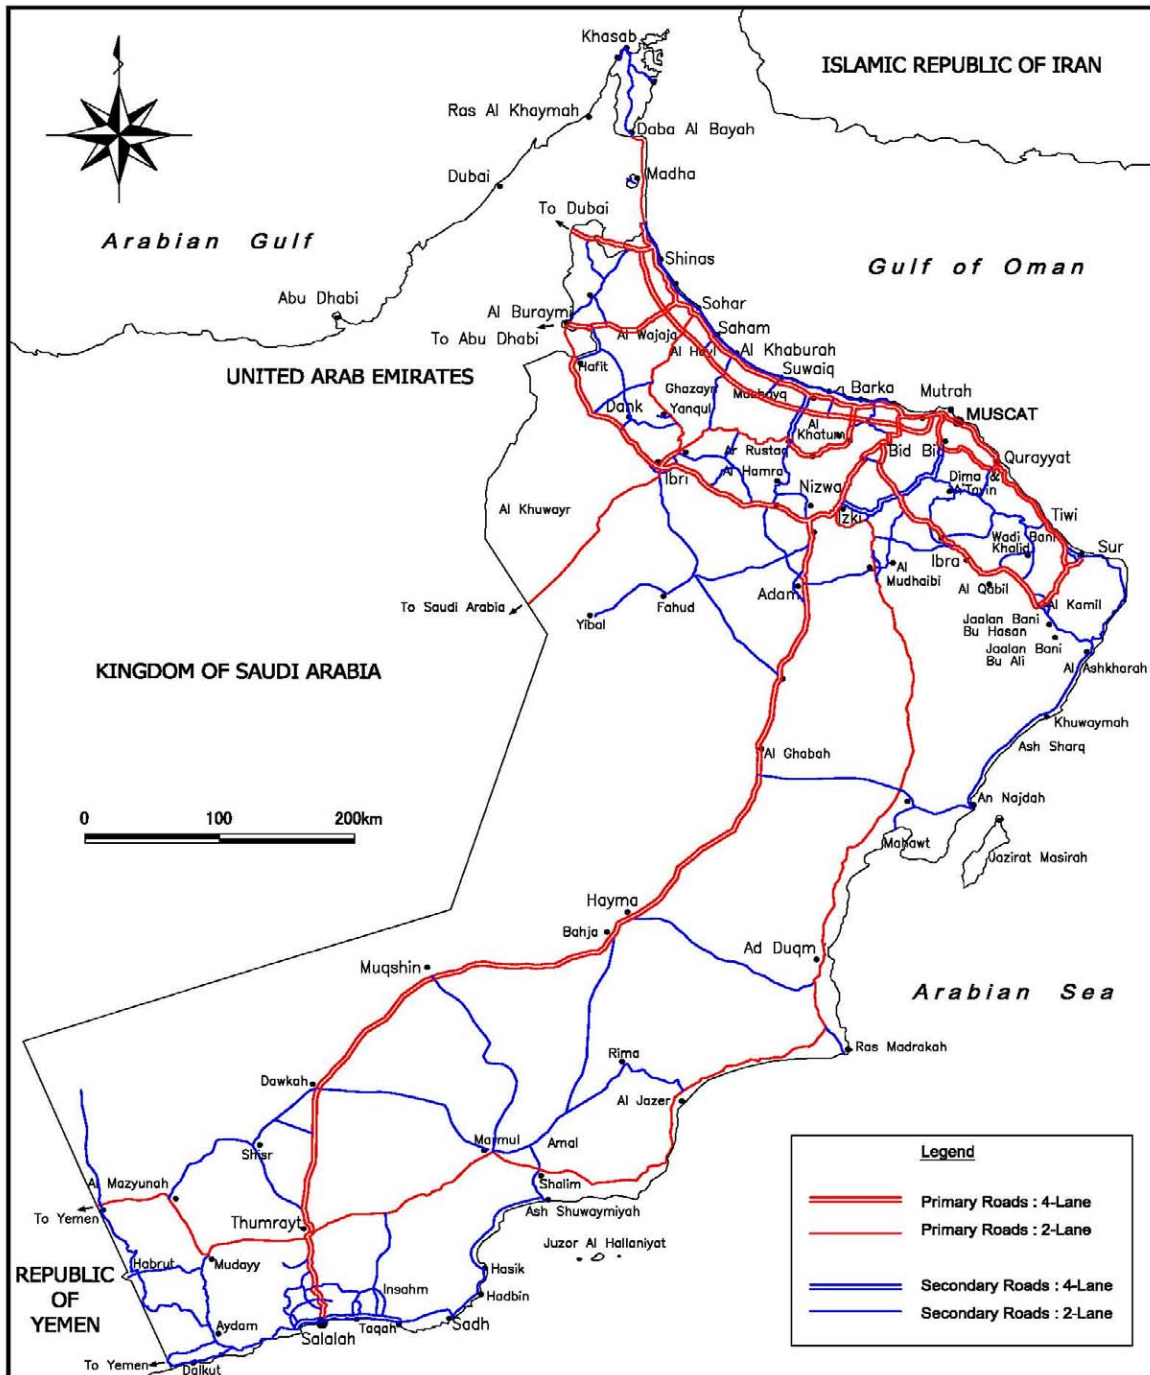 Khasab
ISLAMIC REPUBLIC OF IRAN
Ras Al Khaymah
Daba Al Bayah
Dubai
Madha
To Dubai
Arabian Gulf
Shinas
Gulf of Oman
Abu Dhabi
Sohar
Al Buraymi
To Abu Dhabi
Al Wajaja
Saham
Al Hayl
Al Khaburah
Hafit
UNITED ARAB EMIRATES
Suwaiq
Ghazayn
Barka
Mutrah
Dank
Yanqul
MUSCAT
Al
Khatum
Ar Rustaq
Bid Bi
Qurayyat
Ibri
Al Hamra
Dima &
A'Tayin
Nizwa
Al Khuwayr
Izki
Tiwi
Wadi Bani
Khalid
Sur
Ibra
Al
Mudhaibi
Al Qabil
Adam
To Saudi Arabia
Fahud
Yibal
Al Kamil
Jaalan Bani
Bu Hasan
Jaalan Bani
Bu Ali
KINGDOM OF SAUDI ARABIA
Al Ashkharah
Khuwaymah
Ash Sharq
Al Ghabah
0 100 200km
An Najdah
Mahawt
Jazirat Masirah
Hayma
Bahja
Ad Duqm
Muqshin
Arabian Sea
Ras Madrakah
Rima
Dawkah
Al Jazer
Shisr
Marmul
Amal
Legend
Shalim
Al Mazyunah
Primary Roads : 4-Lane
To Yemen
Ash Shuwaymiyah
Thumrayt
Primary Roads : 2-Lane
Juzor Al Hallaniyat
Habrut
Mudayy
REPUBLIC
OF
YEMEN
Hasik
Insahm
Secondary Roads : 4-Lane
Hadbin
Secondary Roads : 2-Lane
Aydam
Salalah
Taqah
Sadh
To Yemen
Dalkut